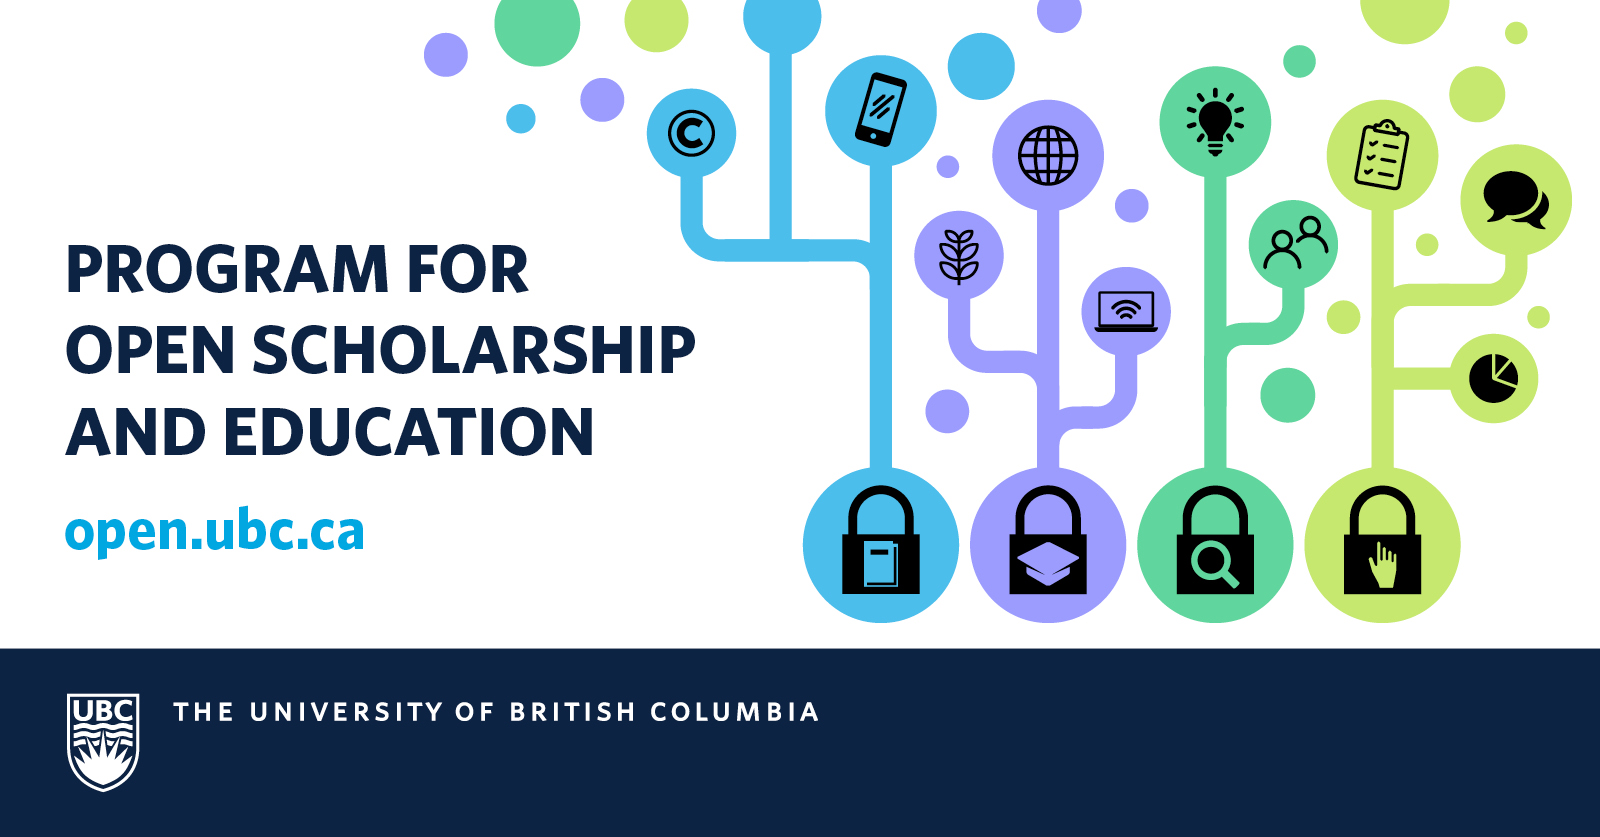 PROGRAM FOR
OPEN SCHOLARSHIP
AND EDUCATION
open.ubc.ca
©
UBC
THE UNIVERSITY OF BRITISH COLUMBIA